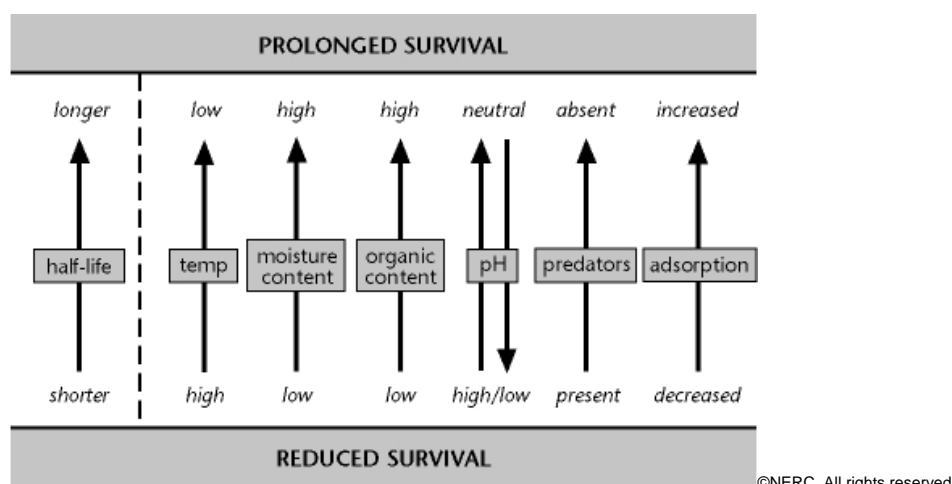 PROLONGED SURVIVAL
longer low high high neutral absent increased
half-life temp moisture content organic content pH predators adsorption
shorter high low low high/low present decreased
REDUCED SURVIVAL
©NERC. All rights reserved